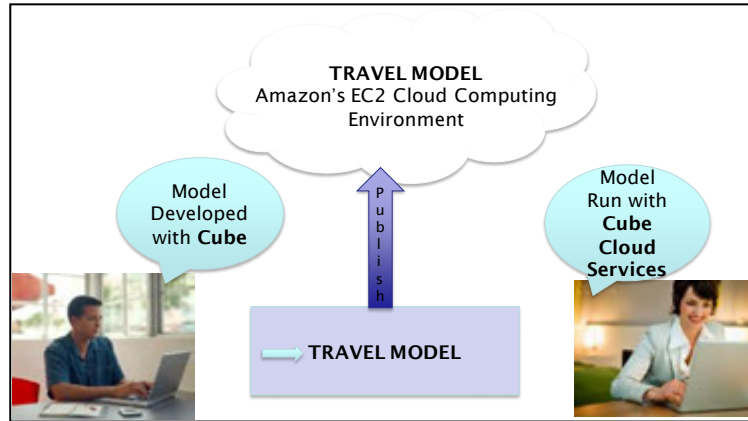 TRAVEL MODEL
Amazon's EC2 Cloud Computing
Environment
Model
Developed
with Cube
Publish
Model
Run with
Cube
Cloud
Services
TRAVEL MODEL